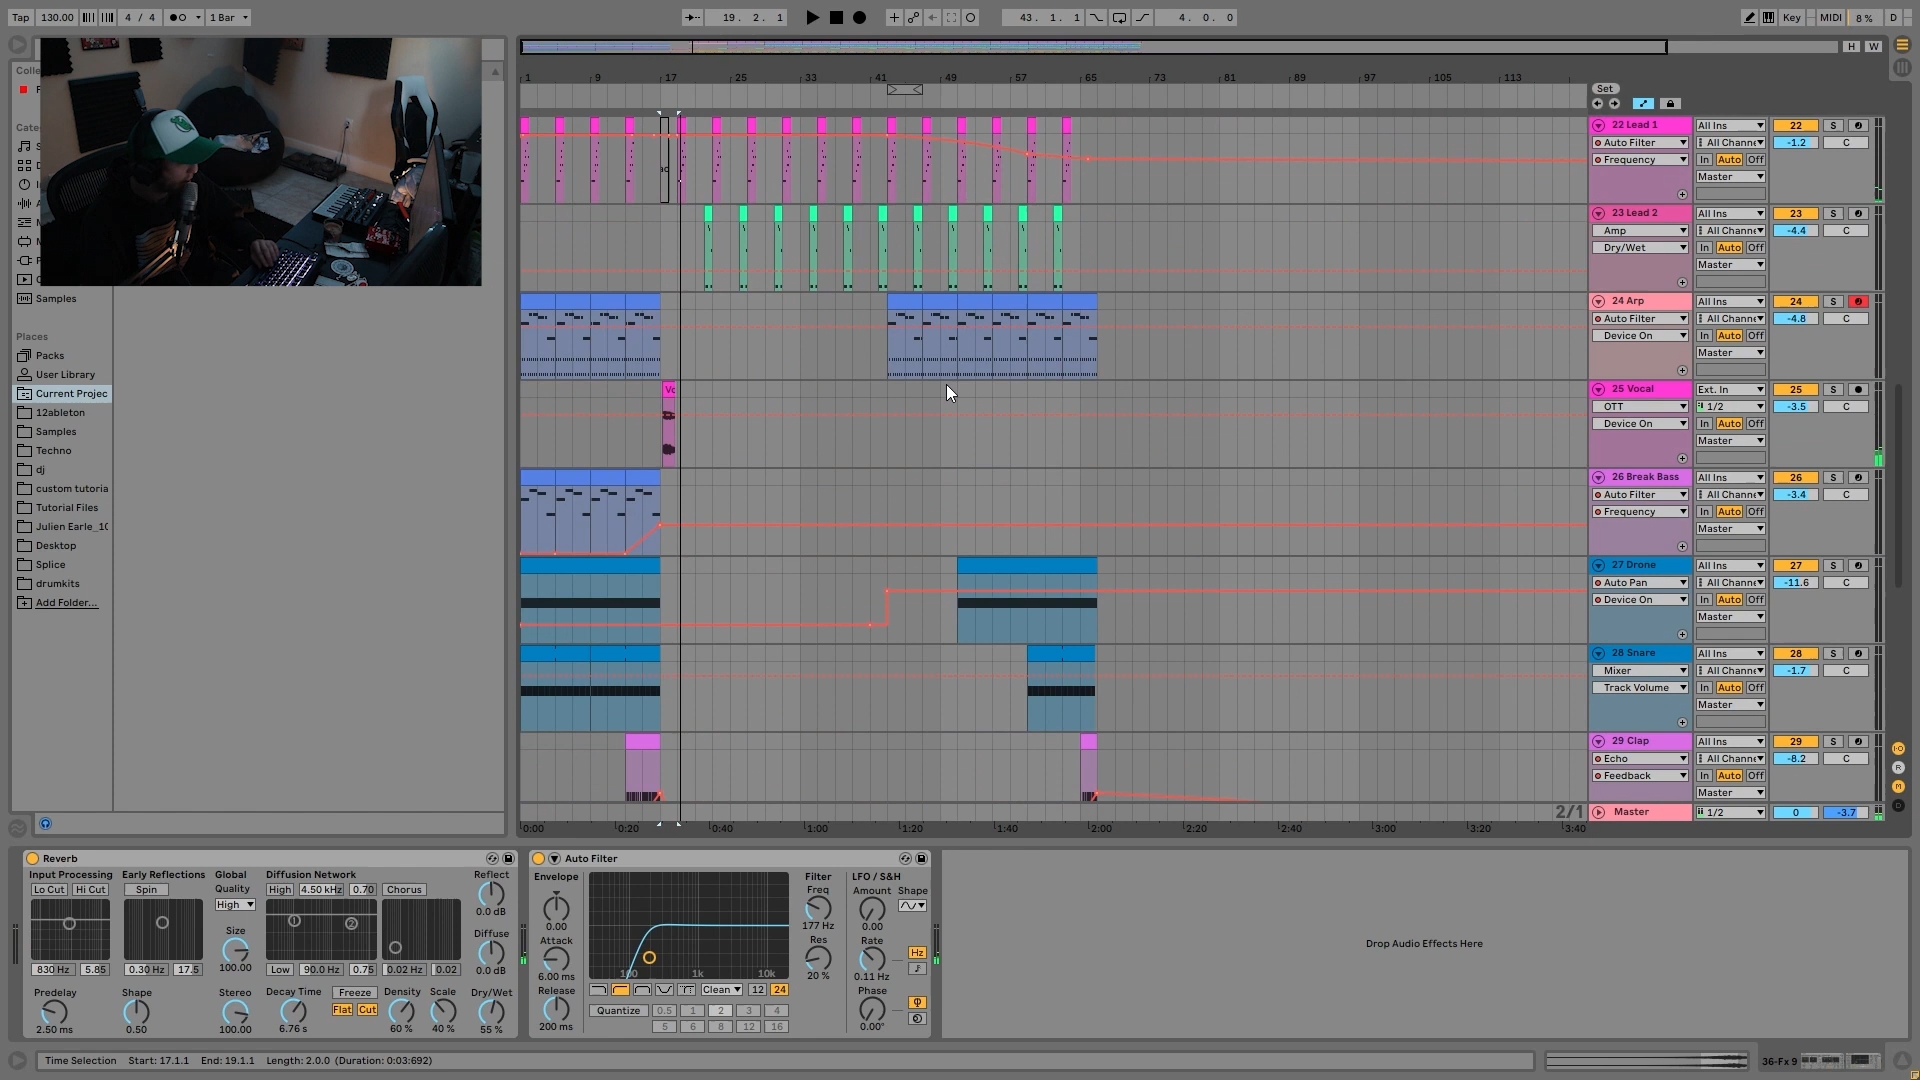 Tap 130.00 4 / 4 1 Bar 19. 2. 1 43. 1. 1 4. 0. 0 Key MIDI 8 % D
H W
1 9 17 25 33 41 49 57 65 73 81 89 97 105 113
Set
Samples
Places
Packs
User Library
Current Projec
12ableton
Samples
Techno
dj
custom tutoria
Tutorial Files
Desktop
Splice
drumkits
Add Folder...
22 Lead 1 All Ins 22 S
Auto Filter All Channe -1.2 C
Frequency In Auto Off
Master
23 Lead 2 All Ins 23 S
Amp All Channe -4.4 C
Dry/Wet In Auto Off
Master
24 Arp All Ins 24 S
Auto Filter All Channe -4.8 C
Device On In Auto Off
Master
25 Vocal Ext. In 25 S
OTT 1/2 -3.5 C
Device On In Auto Off
Master
26 Break Bass All Ins 26 S
Auto Filter All Channe -3.4 C
Frequency In Auto Off
Master
27 Drone All Ins 27 S
Auto Pan All Channe -11.6 C
Device On In Auto Off
Master
28 Snare All Ins 28 S
Mixer All Channe -1.7 C
Track Volume In Auto Off
Master
29 Clap All Ins 29 S
Echo All Channe -8.2 C
Feedback In Auto Off
Master
2/1 Master 1/2 0 -3.7
0:00 0:20 0:40 1:00 1:20 1:40 2:00 2:20 2:40 3:00 3:20 3:40
Reverb
Input Processing Early Reflections Global Diffusion Network Reflect
Lo Cut Hi Cut Spin Quality High 4.50 kHz 0.70 Chorus
High 0.0 dB
Size Diffuse
100.00
830 Hz 5.85 0.30 Hz 17.5 Low 90.0 Hz 0.75 0.02 Hz 0.02 0.0 dB
Predelay Shape Stereo Decay Time Freeze Density Scale Dry/Wet
Flat Cut
2.50 ms 0.50 100.00 6.76 s 60 % 40 % 55 %
Auto Filter
Envelope Filter LFO / S&H
Freq Amount Shape
0.00 177 Hz 0.00
Attack Res Rate Hz
6.00 ms 100 1k 10k 20 % 0.11 Hz
Release Clean 12 24 Phase
Quantize 0.5 1 2 3 4
200 ms 5 6 8 12 16 0.00°
Drop Audio Effects Here
Time Selection Start: 17.1.1 End: 19.1.1 Length: 2.0.0 (Duration: 0:03:692)
36-Fx 9